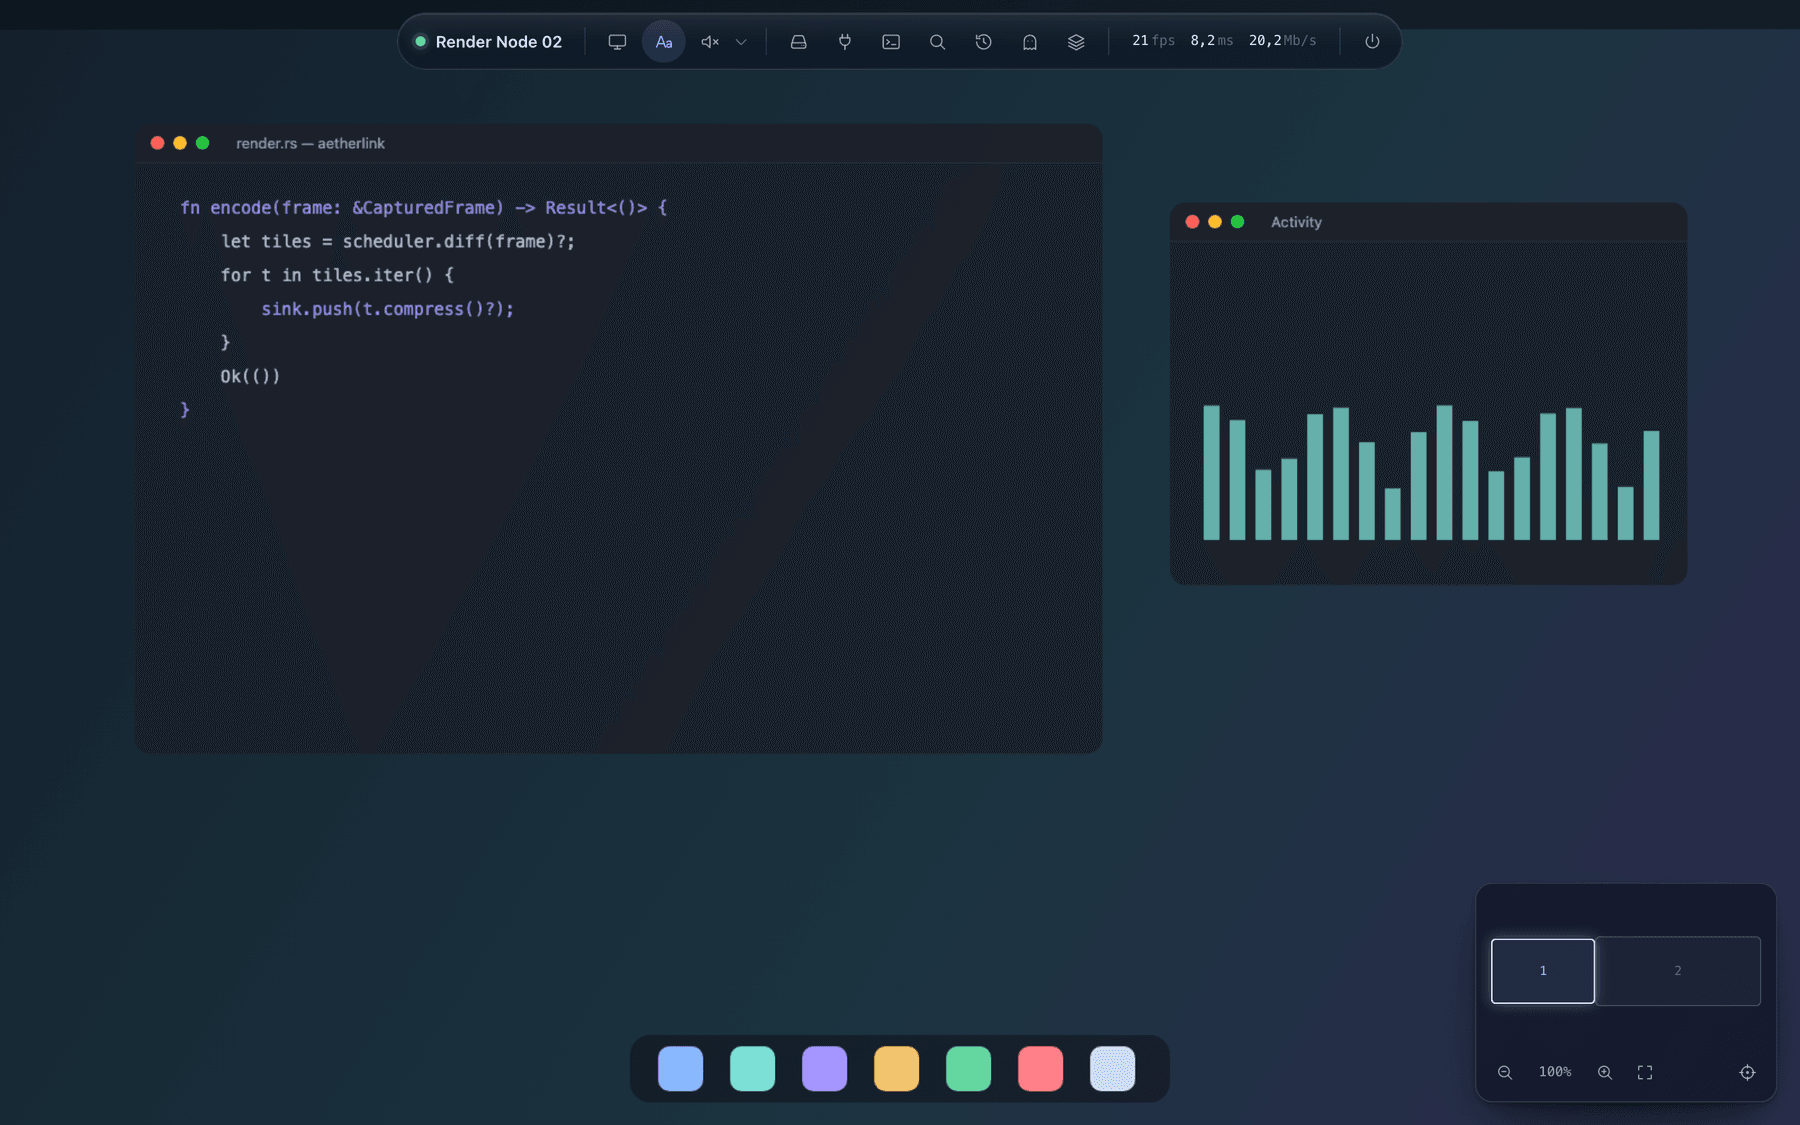 Render Node 02
Aa
21 fps 8,2 ms 20,2 Mb/s
render.rs — aetherlink
fn encode(frame: &CapturedFrame) -> Result<()> {
    let tiles = scheduler.diff(frame)?;
    for t in tiles.iter() {
        sink.push(t.compress()?);
    }
    Ok(())
}
Activity
1
2
100%